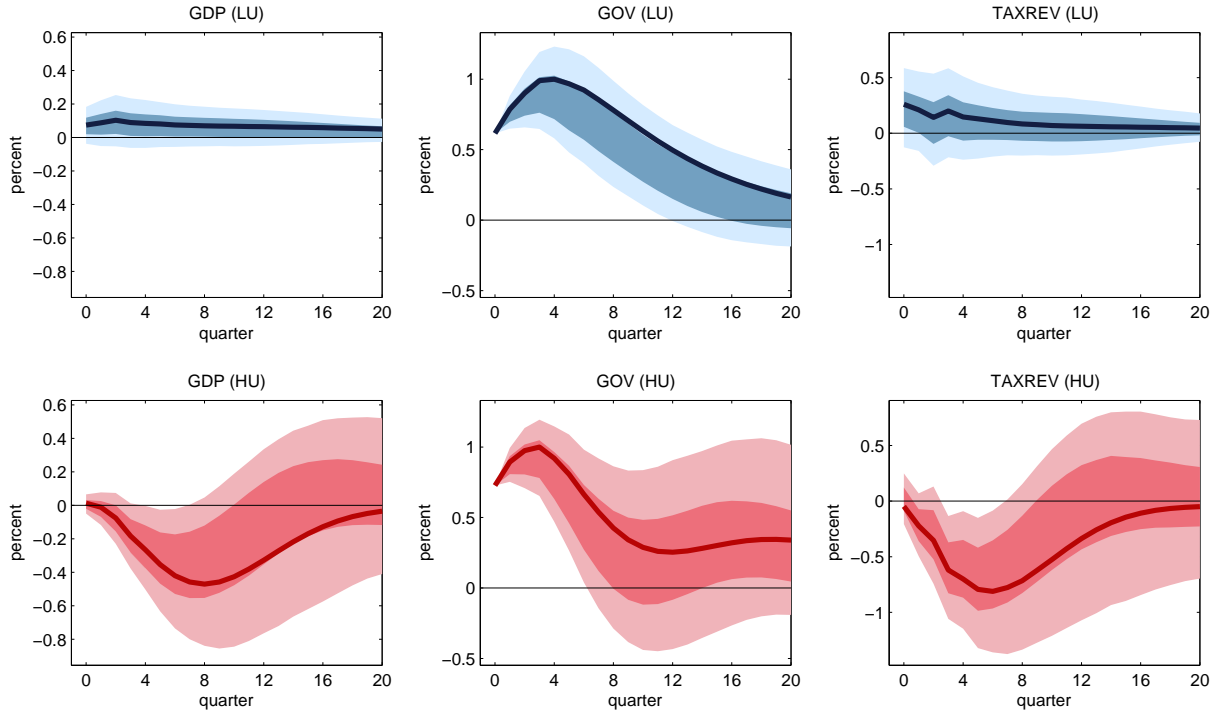 GDP (LU)
percent
0.6
0.4
0.2
0
−0.2
−0.4
−0.6
−0.8
0 4 8 12 16 20
quarter
GOV (LU)
percent
1
0.5
0
−0.5
0 4 8 12 16 20
quarter
TAXREV (LU)
percent
0.5
0
−0.5
−1
0 4 8 12 16 20
quarter
GDP (HU)
percent
0.6
0.4
0.2
0
−0.2
−0.4
−0.6
−0.8
0 4 8 12 16 20
quarter
GOV (HU)
percent
1
0.5
0
−0.5
0 4 8 12 16 20
quarter
TAXREV (HU)
percent
0.5
0
−0.5
−1
0 4 8 12 16 20
quarter